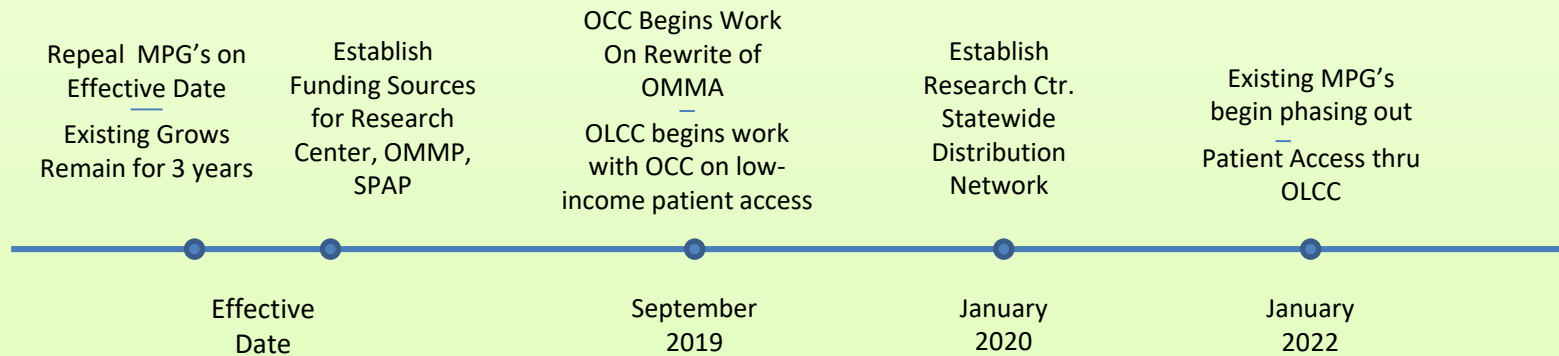 Repeal MPG's on
Effective Date
Existing Grows
Remain for 3 years
Establish
Funding Sources
for Research
Center, OMMP,
SPAP
OCC Begins Work
On Rewrite of
OMMA
OLCC begins work
with OCC on low-
income patient access
Establish
Research Ctr.
Statewide
Distribution
Network
Existing MPG's
begin phasing out
Patient Access thru
OLCC
Effective
Date
September
2019
January
2020
January
2022